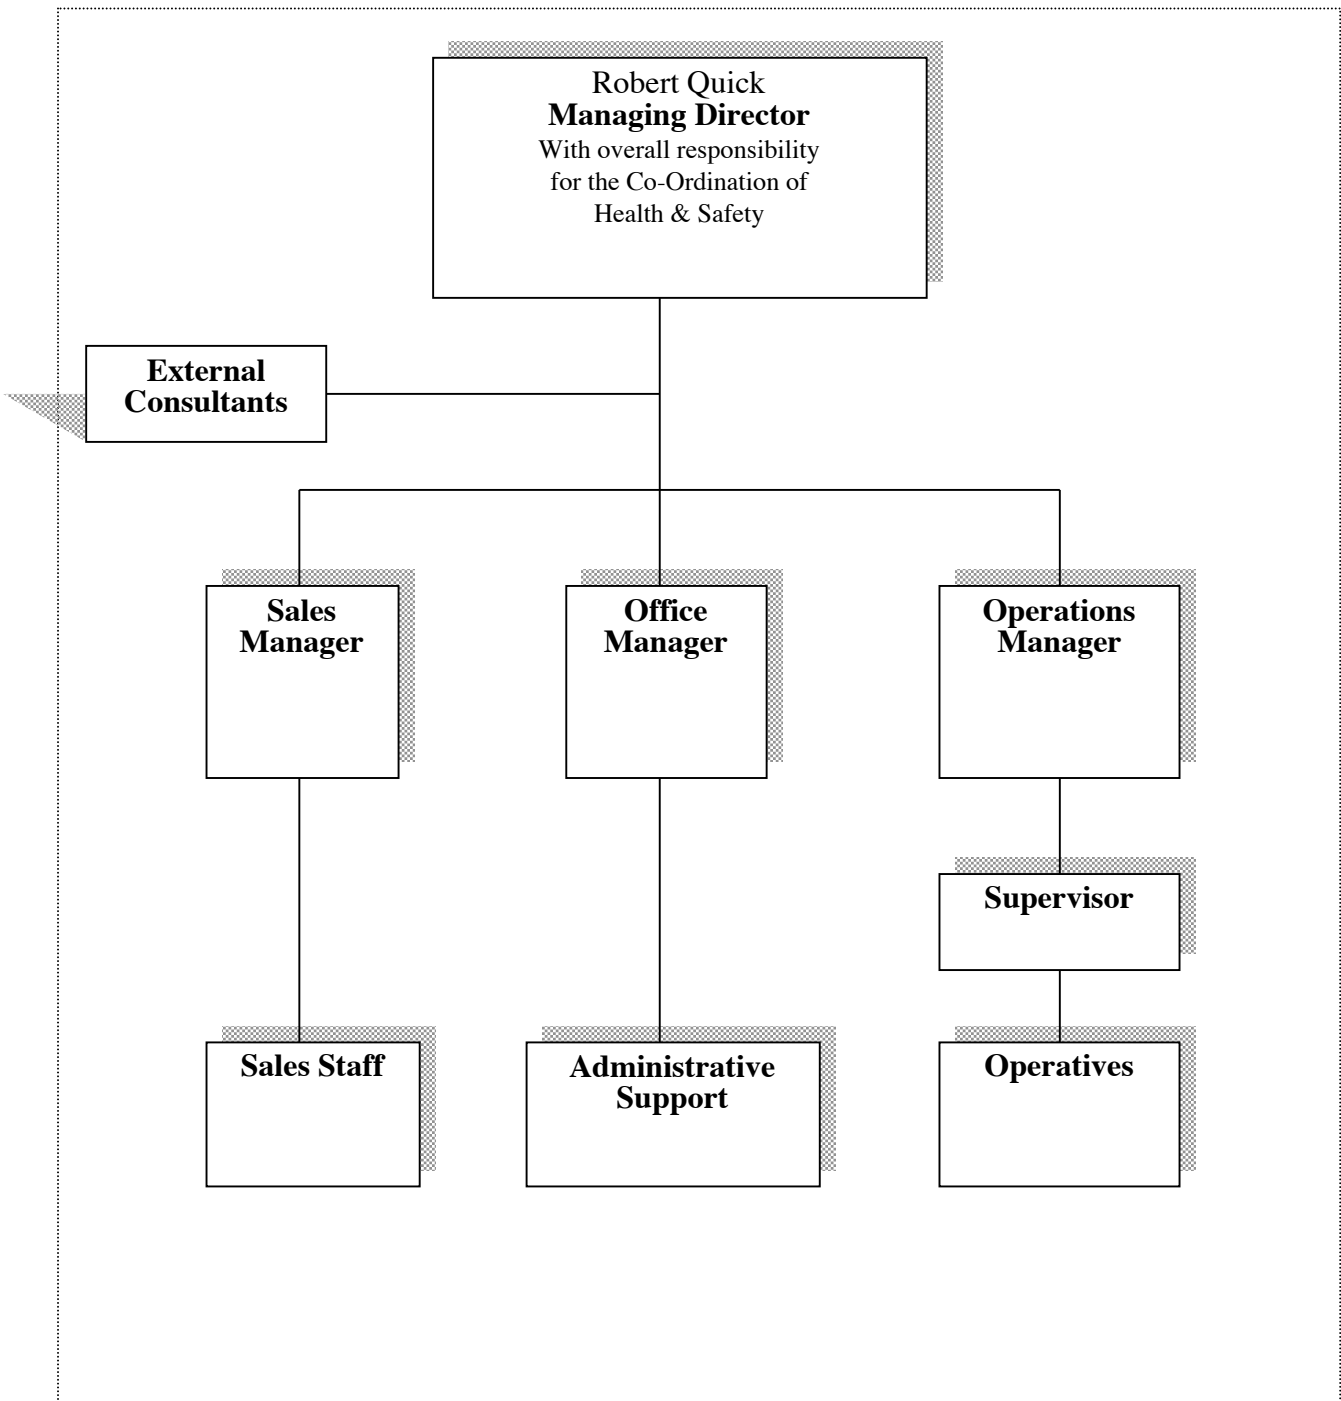 Robert Quick
Managing Director
With overall responsibility
for the Co-Ordination of
Health & Safety
External
Consultants
Sales
Manager
Office
Manager
Operations
Manager
Supervisor
Sales Staff
Administrative
Support
Operatives